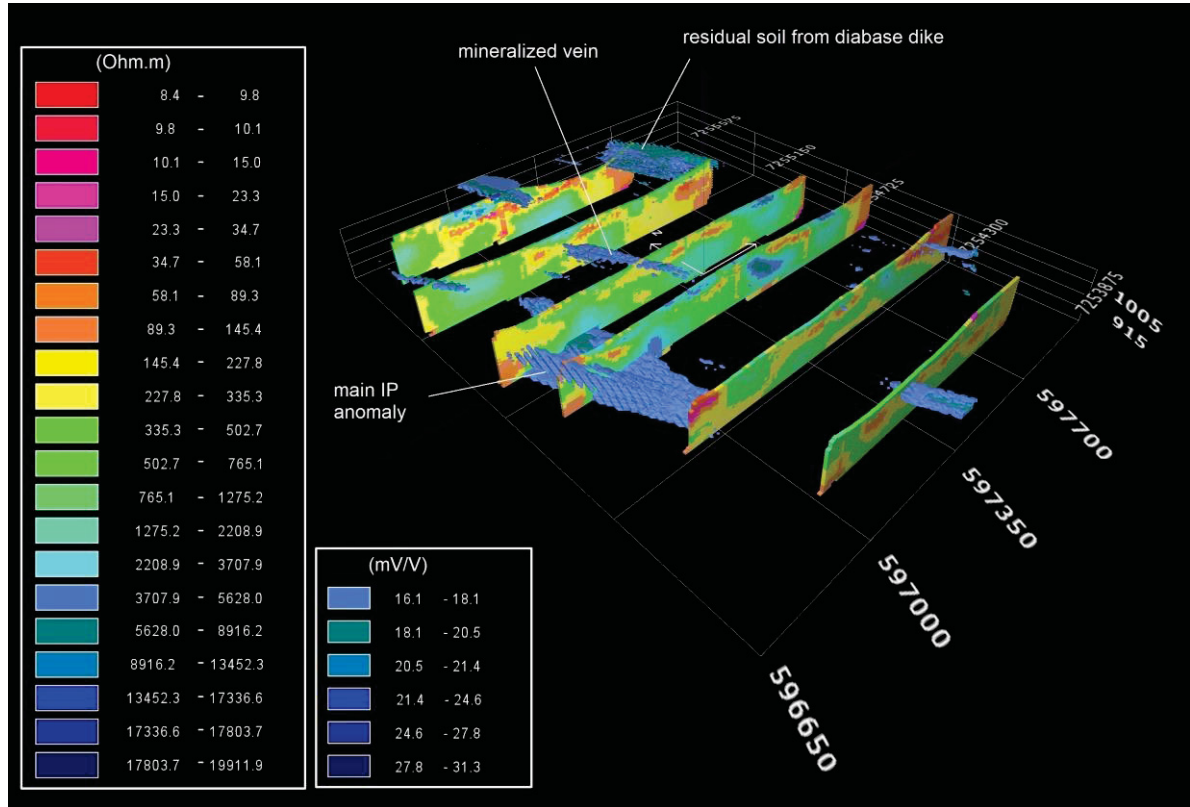 (Ohm.m)
8.4 - 9.8
9.8 - 10.1
10.1 - 15.0
15.0 - 23.3
23.3 - 34.7
34.7 - 58.1
58.1 - 89.3
89.3 - 145.4
145.4 - 227.8
227.8 - 335.3
335.3 - 502.7
502.7 - 765.1
765.1 - 1275.2
1275.2 - 2208.9
2208.9 - 3707.9
3707.9 - 5628.0
5628.0 - 8916.2
8916.2 - 13452.3
13452.3 - 17336.6
17336.6 - 17803.7
17803.7 - 19911.9
(mV/V)
16.1 - 18.1
18.1 - 20.5
20.5 - 21.4
21.4 - 24.6
24.6 - 27.8
27.8 - 31.3
residual soil from diabase dike
mineralized vein
main IP
anomaly
N
7255575
7255150
54725
7254300
7253875
1005
915
597700
597350
597000
596650